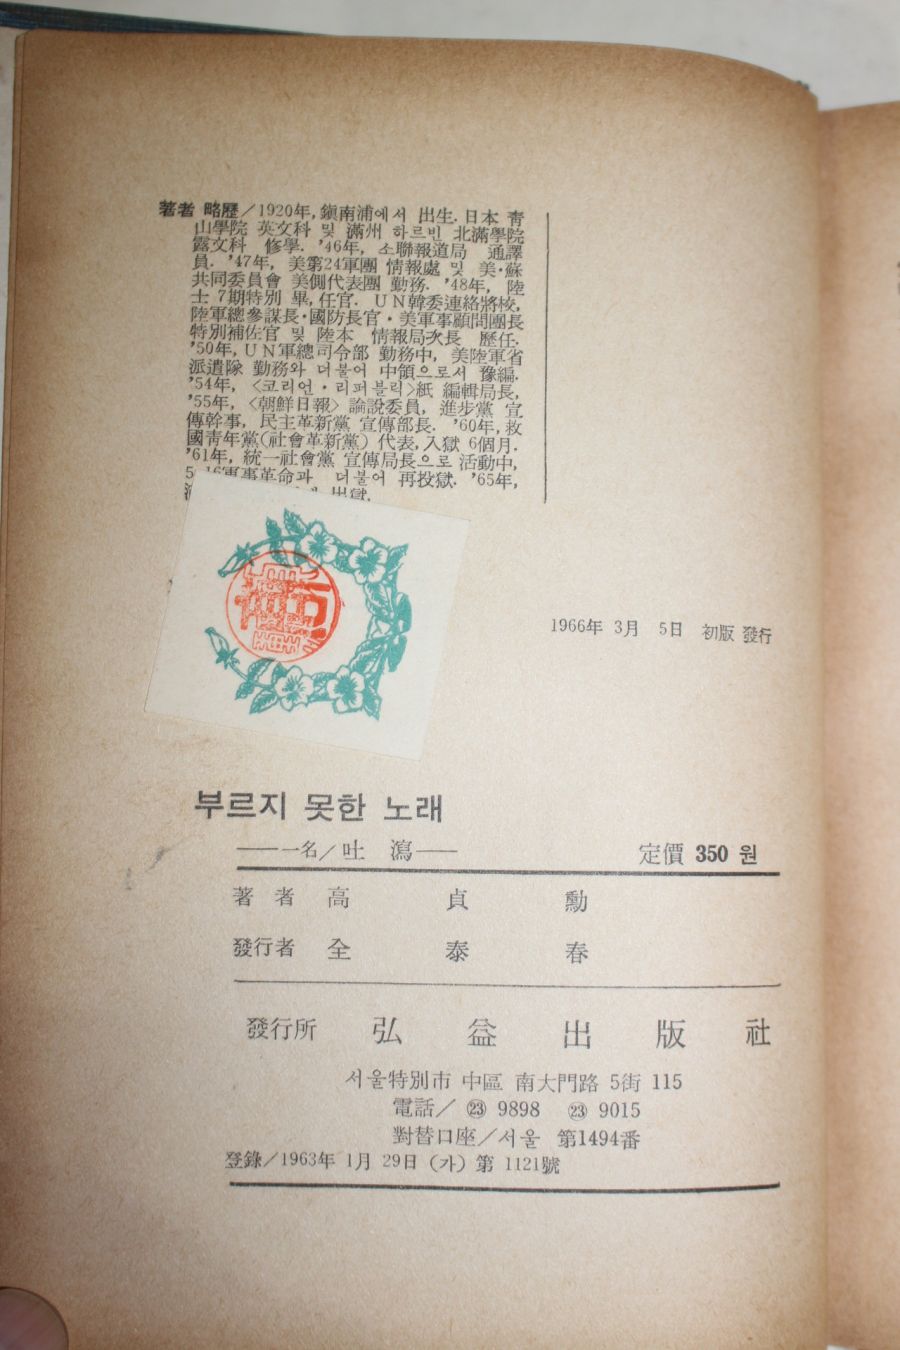 著者 略歷／1920年, 鎭南浦에서 出生. 日本 靑
山學院 英文科 및 滿州 하르빈 北滿學院
露文科 修學. ’46年, 소聯報道局 通譯
員. ’47年, 美第24軍團 情報處 및 美·蘇
共同委員會 美側代表團 勤務. ’48年, 陸
士 7期特別 畢, 任官. UN韓委連絡將校,
陸軍總參謀長·國防長官·美軍事顧問團長
特別補佐官 및 陸本 情報局次長 歷任.
’50年, UN軍總司令部 勤務中, 美陸軍省
派遣隊 勤務와 더불어 中領으로서 豫編.
’54年, 〈코리언·리퍼블릭〉紙 編輯局長,
’55年, 〈朝鮮日報〉 論說委員, 進步黨 宣
傳幹事, 民主革新黨 宣傳部長. ’60年, 救
國靑年黨(社會革新黨) 代表, 入獄 6個月.
’61年, 統一社會黨 宣傳局長으로 活動中,
5·16軍事革命과 더불어 再投獄. ’65年,
出獄.
1966年 3月 5日 初版 發行
부르지 못한 노래
──一名／吐 瀉──
定價 350 원
著 者 高 貞 勳
發行者 全 泰 春
發行所 弘 益 出 版 社
서울特別市 中區 南大門路 5街 115
電話／ ㉓ 9898 ㉓ 9015
對替口座／서울 第1494番
登錄／1963年 1月 29日 (가) 第 1121號